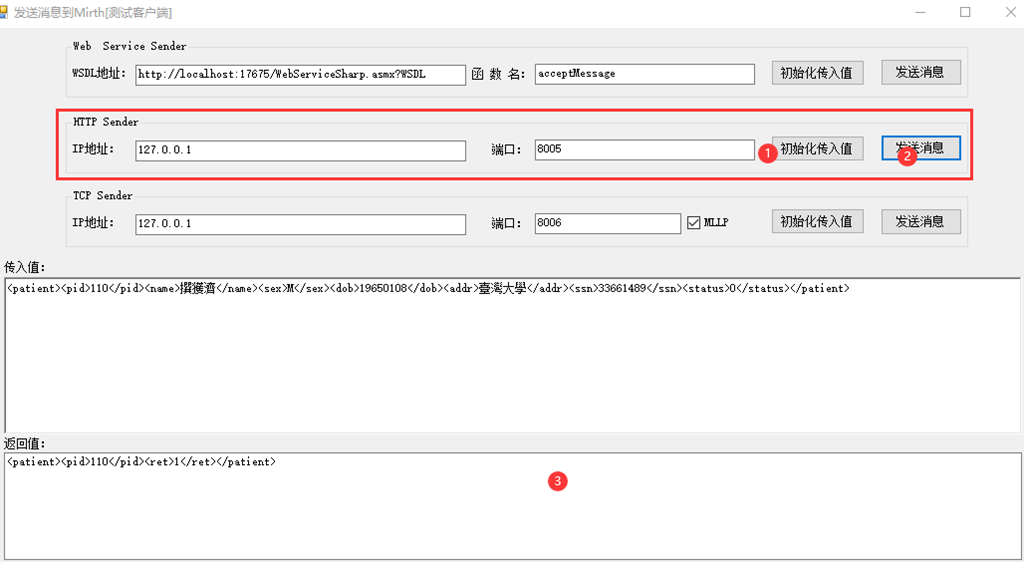 发送消息到Mirth[测试客户端]
Web Service Sender
WSDL地址: http://localhost:17675/WebServiceSharp.asmx?WSDL 函 数 名: acceptMessage 初始化传入值 发送消息
HTTP Sender
IP地址: 127.0.0.1 端口: 8005 1 初始化传入值 发送消息 2
TCP Sender
IP地址: 127.0.0.1 端口: 8006 MLLP 初始化传入值 发送消息
传入值:
<patient><pid>110</pid><name>撰獲濟</name><sex>M</sex><dob>19650108</dob><addr>臺灣大學</addr><ssn>33661489</ssn><status>0</status></patient>
返回值:
<patient><pid>110</pid><ret>1</ret></patient>
3